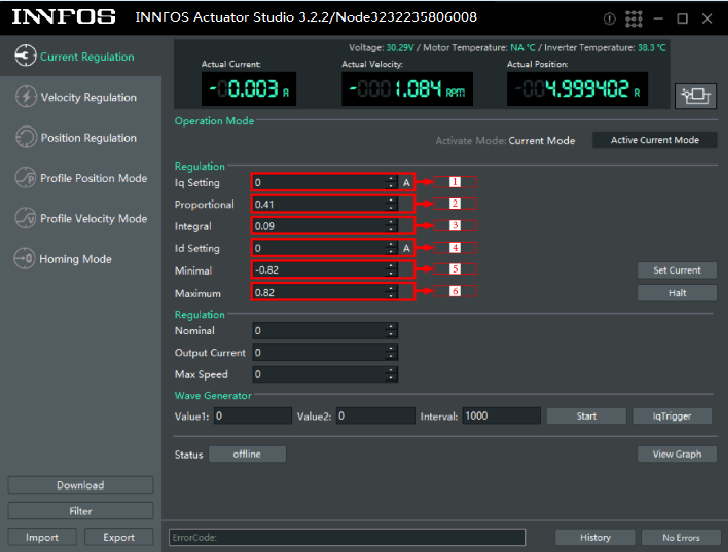 INNFOS INNFOS Actuator Studio 3.2.2/Node323223580G008
Current Regulation
Velocity Regulation
Position Regulation
Profile Position Mode
Profile Velocity Mode
Homing Mode
Download
Filter
Import Export
Voltage: 30.29V / Motor Temperature: NA ℃ / Inverter Temperature: 38.3 ℃
Actual Current: Actual Velocity: Actual Position:
-0.003 A -1.084 RPM -4.999402 R
Operation Mode
Activate Mode: Current Mode Active Current Mode
Regulation
Iq Setting 0 A 1
Proportional 0.41 2
Integral 0.09 3
Id Setting 0 A 4
Minimal -0.82 5 Set Current
Maximum 0.82 6 Halt
Regulation
Nominal 0
Output Current 0
Max Speed 0
Wave Generator
Value1: 0 Value2: 0 Interval: 1000 Start IqTrigger
Status offline View Graph
ErrorCode: History No Errors